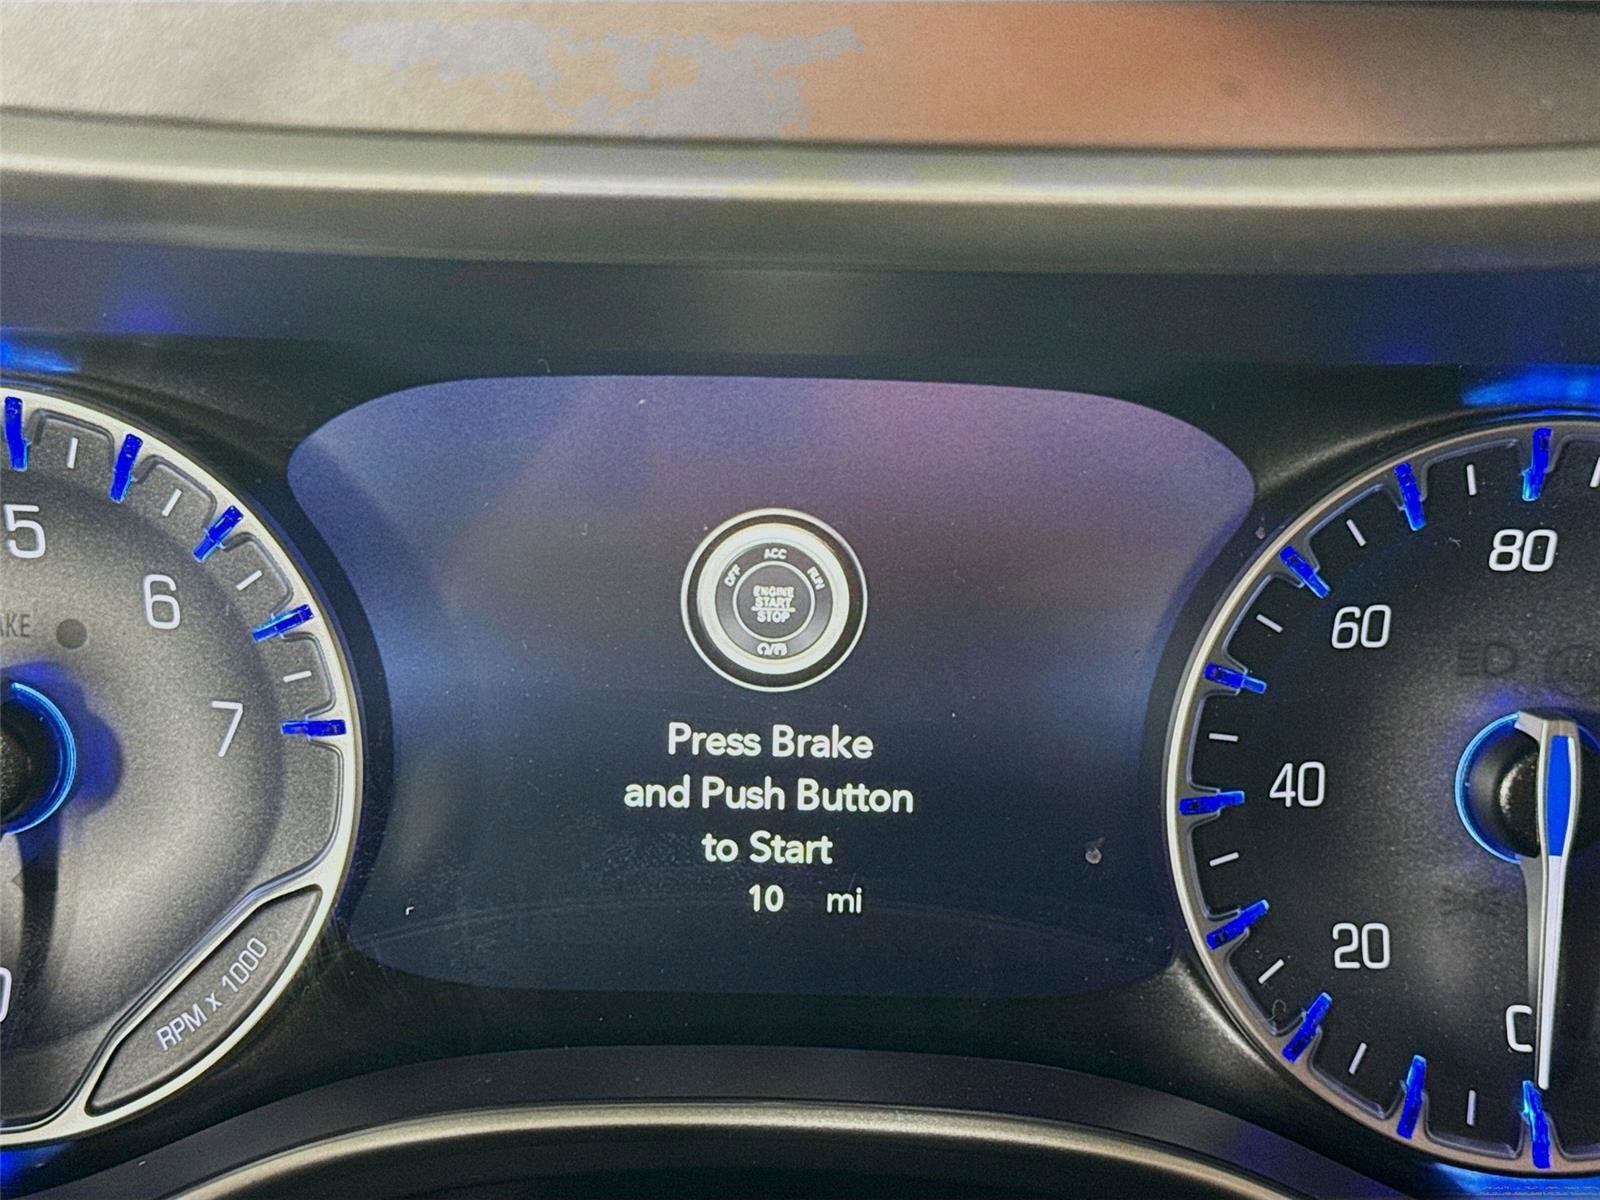 5
6
7
RPM x 1000
OFF ACC RUN
ENGINE
START
STOP
Press Brake
and Push Button
to Start
10 mi
80
60
40
20